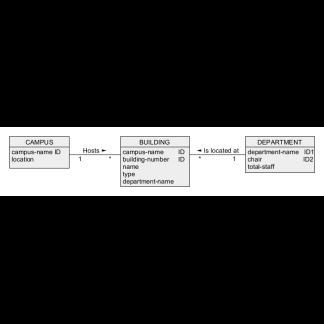 CAMPUS
campus-name ID
location
Hosts ►
1 *
BUILDING
campus-name ID
building-number ID
name
type
department-name
◄ Is located at
* 1
DEPARTMENT
department-name ID1
chair ID2
total-staff